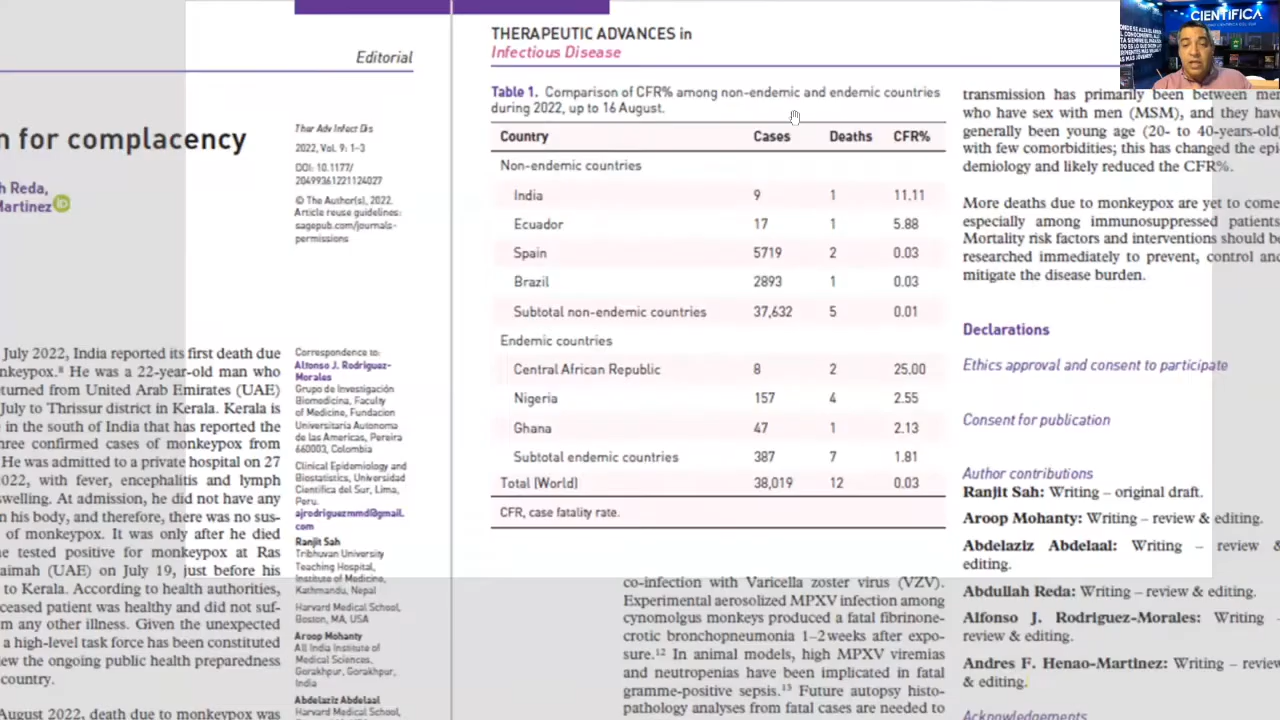 Editorial
n for complacency
h Reda,
Martinez
Ther Adv Infect Dis
2022, Vol. 9: 1–3
DOI: 10.1177/
20499361221124027
© The Author(s), 2022.
Article reuse guidelines:
sagepub.com/journals-
permissions
July 2022, India reported its first death due
nkeypox.⁸ He was a 22-year-old man who
turned from United Arab Emirates (UAE)
July to Thrissur district in Kerala. Kerala is
e in the south of India that has reported the
hree confirmed cases of monkeypox from
He was admitted to a private hospital on 27
2022, with fever, encephalitis and lymph
swelling. At admission, he did not have any
n his body, and therefore, there was no sus-
of monkeypox. It was only after he died
he tested positive for monkeypox at Ras
aimah (UAE) on July 19, just before his
to Kerala. According to health authorities,
ceased patient was healthy and did not suf-
m any other illness. Given the unexpected
a high-level task force has been constituted
iew the ongoing public health preparedness
country.
August 2022, death due to monkeypox was
Correspondence to:
Alfonso J. Rodriguez-
Morales
Grupo de Investigación
Biomedicina, Faculty
of Medicine, Fundacion
Universitaria Autonoma
de las Americas, Pereira
660003, Colombia
Clinical Epidemiology and
Biostatistics, Universidad
Cientifica del Sur, Lima,
Peru.
ajrodriguezmmd@gmail.
com
Ranjit Sah
Tribhuvan University
Teaching Hospital,
Institute of Medicine,
Kathmandu, Nepal
Harvard Medical School,
Boston, MA, USA
Aroop Mohanty
All India Institute of
Medical Sciences,
Gorakhpur, Gorakhpur,
India
Abdelaziz Abdelaal
Harvard Medical School,
THERAPEUTIC ADVANCES in
Infectious Disease
Table 1. Comparison of CFR% among non-endemic and endemic countries
during 2022, up to 16 August.
Country Cases Deaths CFR%
Non-endemic countries
India 9 1 11.11
Ecuador 17 1 5.88
Spain 5719 2 0.03
Brazil 2893 1 0.03
Subtotal non-endemic countries 37,632 5 0.01
Endemic countries
Central African Republic 8 2 25.00
Nigeria 157 4 2.55
Ghana 47 1 2.13
Subtotal endemic countries 387 7 1.81
Total (World) 38,019 12 0.03
CFR, case fatality rate.
co-infection with Varicella zoster virus (VZV).
Experimental aerosolized MPXV infection among
cynomolgus monkeys produced a fatal fibrinone-
crotic bronchopneumonia 1–2 weeks after expo-
sure.¹² In animal models, high MPXV viremias
and neutropenias have been implicated in fatal
gramme-positive sepsis.¹³ Future autopsy histo-
pathology analyses from fatal cases are needed to
transmission has primarily been between men
who have sex with men (MSM), and they have
generally been young age (20- to 40-years-old
with few comorbidities; this has changed the epi-
demiology and likely reduced the CFR%.
More deaths due to monkeypox are yet to come
especially among immunosuppressed patients.
Mortality risk factors and interventions should be
researched immediately to prevent, control and
mitigate the disease burden.
Declarations
Ethics approval and consent to participate
Consent for publication
Author contributions
Ranjit Sah: Writing – original draft.
Aroop Mohanty: Writing – review & editing.
Abdelaziz Abdelaal: Writing – review &
editing.
Abdullah Reda: Writing – review & editing.
Alfonso J. Rodriguez-Morales: Writing –
review & editing.
Andres F. Henao-Martinez: Writing – review
& editing.
Acknowledgements
CIENTÍFICA